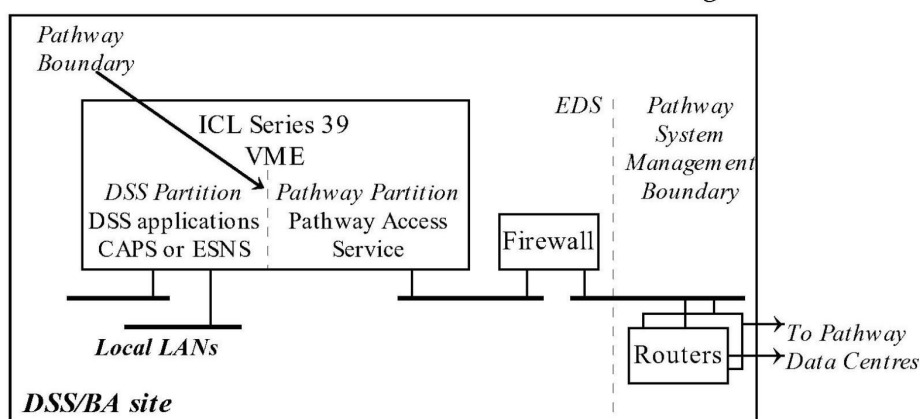 Pathway
Boundary
ICL Series 39
VME
DSS Partition
DSS applications
CAPS or ESNS
Pathway Partition
Pathway Access
Service
EDS
Pathway
System
Management
Boundary
Firewall
Local LANs
Routers
To Pathway
Data Centres
DSS/BA site